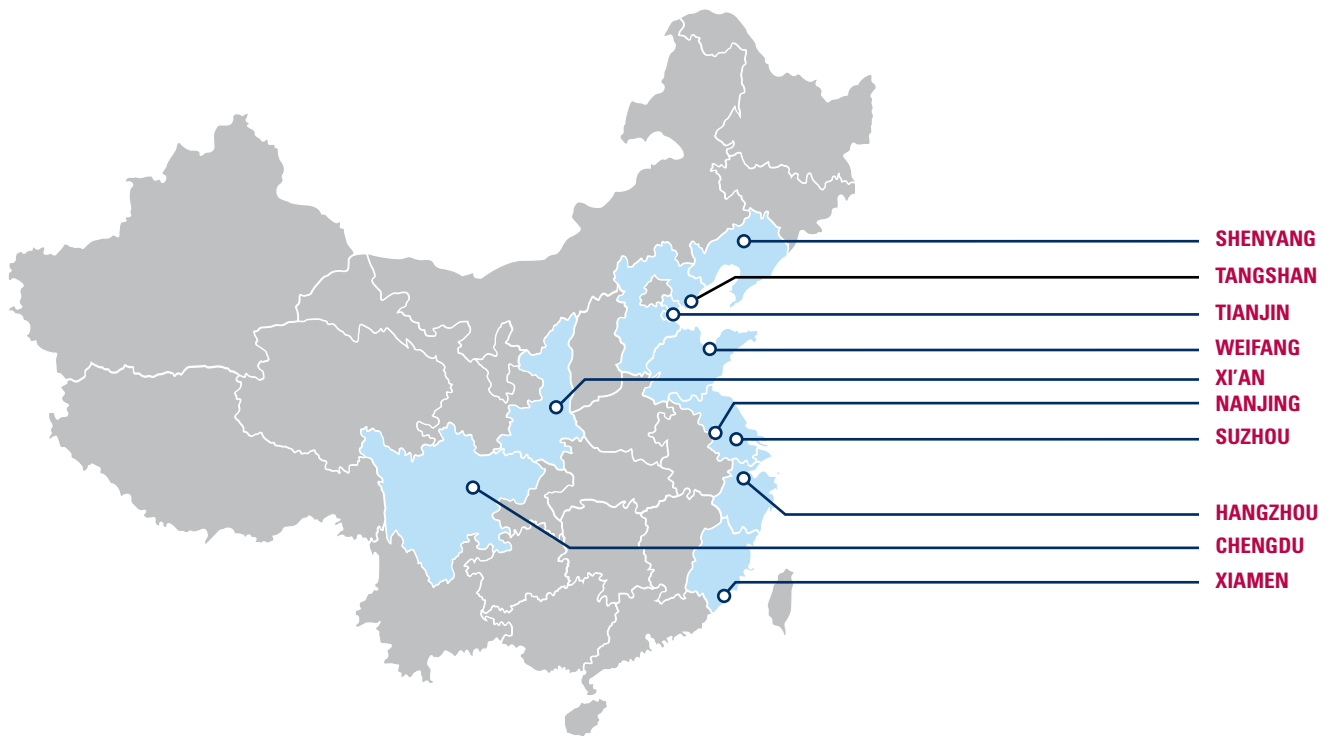 SHENYANG
TANGSHAN
TIANJIN
WEIFANG
XI'AN
NANJING
SUZHOU
HANGZHOU
CHENGDU
XIAMEN